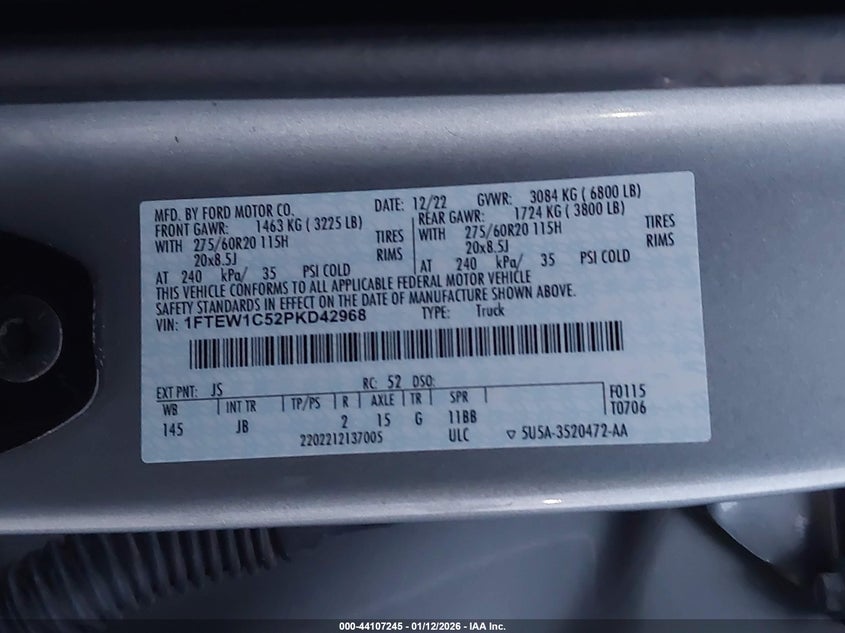 MFD. BY FORD MOTOR CO. DATE: 12/22 GVWR: 3084 KG ( 6800 LB)
FRONT GAWR: 1463 KG ( 3225 LB) REAR GAWR: 1724 KG ( 3800 LB)
WITH 275/60R20 115H TIRES WITH 275/60R20 115H TIRES
20x8.5J RIMS 20x8.5J RIMS
AT 240 kPa/ 35 PSI COLD AT 240 kPa/ 35 PSI COLD
THIS VEHICLE CONFORMS TO ALL APPLICABLE FEDERAL MOTOR VEHICLE
SAFETY STANDARDS IN EFFECT ON THE DATE OF MANUFACTURE SHOWN ABOVE.
VIN: 1FTEW1C52PKD42968 TYPE: Truck
EXT PNT: JS RC: 52 DSO:
WB INT TR TP/PS R AXLE TR SPR F0115
145 JB 2 15 G 11BB T0706
2202212137005 ULC ▽ 5U5A-3520472-AA
000-44107245 - 01/12/2026 - IAA Inc.